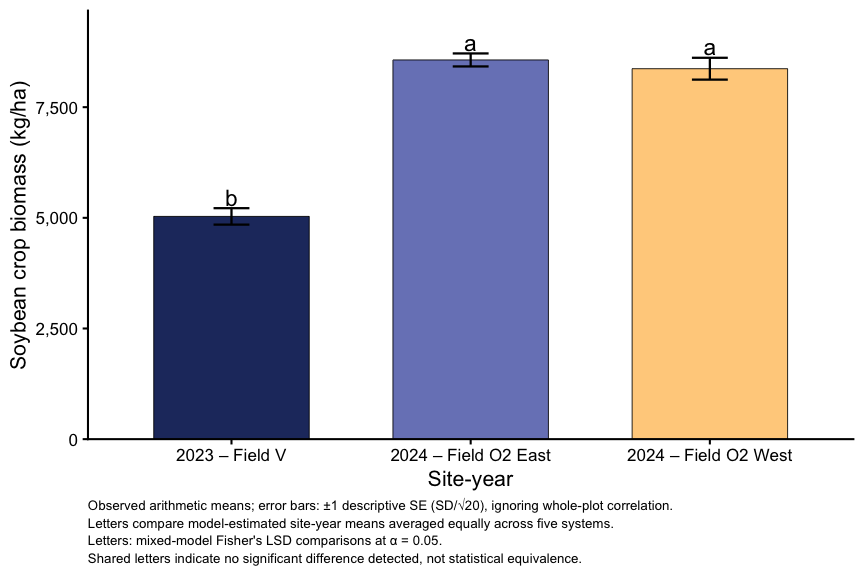 a
a
b
7,500
5,000
2,500
0
Soybean crop biomass (kg/ha)
2023 – Field V
2024 – Field O2 East
2024 – Field O2 West
Site-year
Observed arithmetic means; error bars: ±1 descriptive SE (SD/√20), ignoring whole-plot correlation.
Letters compare model-estimated site-year means averaged equally across five systems.
Letters: mixed-model Fisher's LSD comparisons at α = 0.05.
Shared letters indicate no significant difference detected, not statistical equivalence.